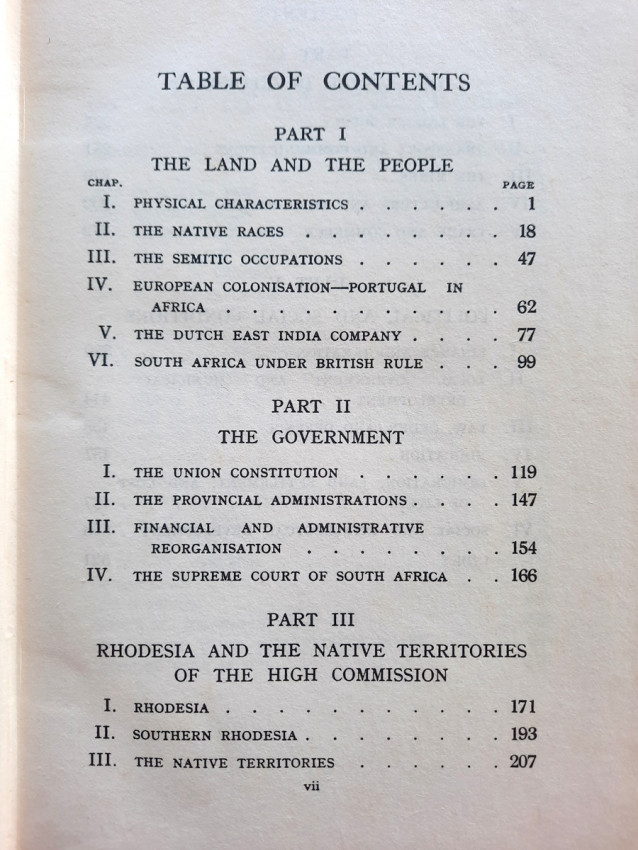 TABLE OF CONTENTS
PART I
THE LAND AND THE PEOPLE
CHAP. PAGE
I. PHYSICAL CHARACTERISTICS . . . . . . . 1
II. THE NATIVE RACES . . . . . . . . 18
III. THE SEMITIC OCCUPATIONS . . . . . . 47
IV. EUROPEAN COLONISATION—PORTUGAL IN
AFRICA . . . . . . . . . . . 62
V. THE DUTCH EAST INDIA COMPANY . . . . 77
VI. SOUTH AFRICA UNDER BRITISH RULE . . . 99
PART II
THE GOVERNMENT
I. THE UNION CONSTITUTION . . . . . . 119
II. THE PROVINCIAL ADMINISTRATIONS . . . . 147
III. FINANCIAL AND ADMINISTRATIVE
REORGANISATION . . . . . . . . 154
IV. THE SUPREME COURT OF SOUTH AFRICA . . 166
PART III
RHODESIA AND THE NATIVE TERRITORIES
OF THE HIGH COMMISSION
I. RHODESIA . . . . . . . . . . . 171
II. SOUTHERN RHODESIA . . . . . . . . 193
III. THE NATIVE TERRITORIES . . . . . . 207
vii